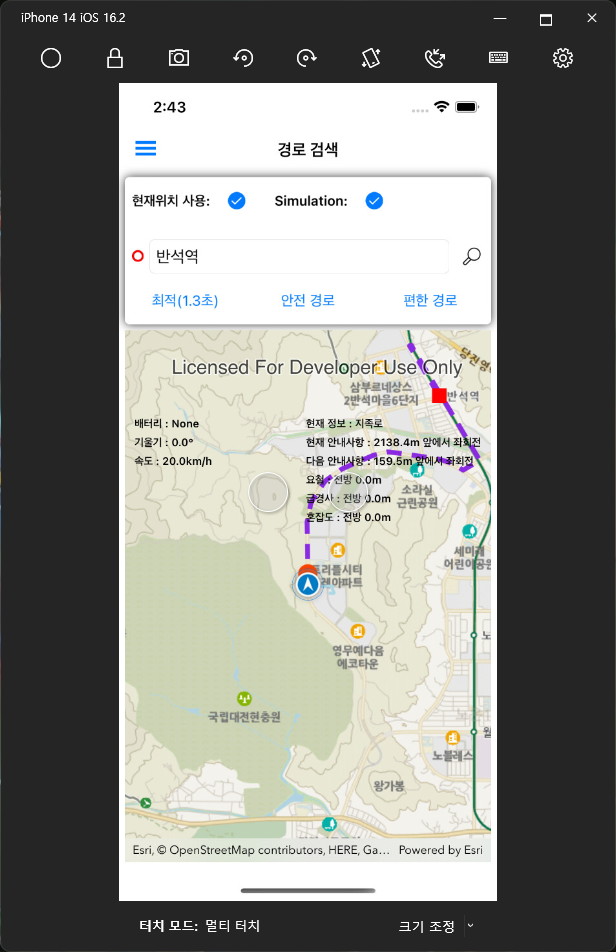 iPhone 14 iOS 16.2
2:43
경로 검색
현재위치 사용: Simulation:
반석역
최적(1.3초) 안전 경로 편한 경로
당진영
Licensed For Developer Use Only
삼부르네상스
2반석마을6단지
반석역
배터리 : None
기울기 : 0.0°
속도 : 20.0km/h
현재 정보 : 지족로
현재 안내사항 : 2138.4m 앞에서 좌회전
다음 안내사항 : 159.5m 앞에서 좌회전
요철 : 전방 0.0m
급경사 : 전방 0.0m
혼잡도 : 전방 0.0m
소라실
근린공원
세미래
어린이공원
영무예다음
에코타운
국립대전현충원
노블레스
왕가봉
Esri, © OpenStreetMap contributors, HERE, Ga... Powered by Esri
터치 모드: 멀티 터치
크기 조정